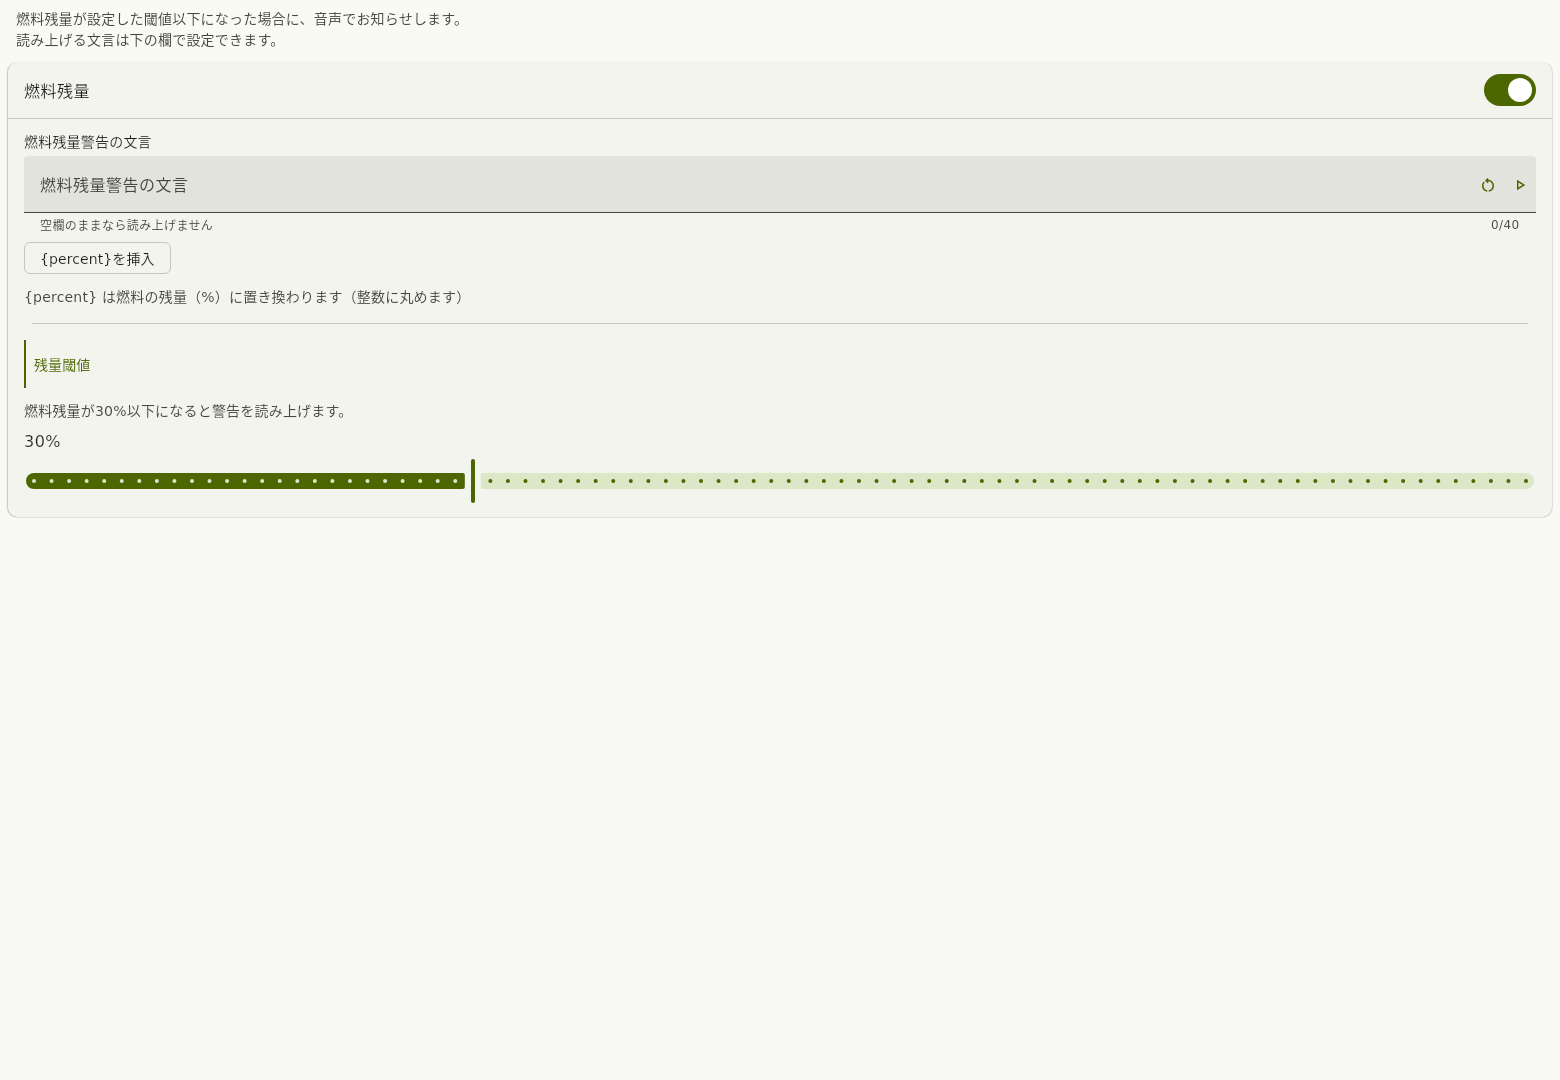 燃料残量が設定した閾値以下になった場合に、音声でお知らせします。
読み上げる文言は下の欄で設定できます。
燃料残量
燃料残量警告の文言
燃料残量警告の文言
空欄のままなら読み上げません
0/40
{percent}を挿入
{percent} は燃料の残量（%）に置き換わります（整数に丸めます）
残量閾値
燃料残量が30%以下になると警告を読み上げます。
30%